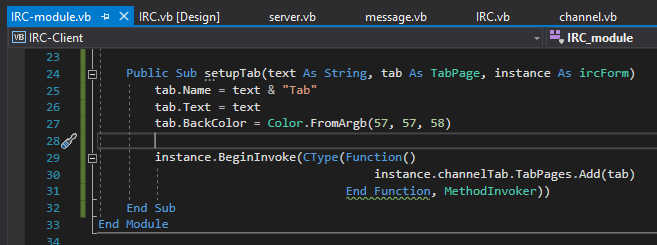 IRC-module.vb IRC.vb [Design] server.vb message.vb IRC.vb channel.vb
VB IRC-Client IRC_module
23
24 Public Sub setupTab(text As String, tab As TabPage, instance As ircForm)
25 tab.Name = text & "Tab"
26 tab.Text = text
27 tab.BackColor = Color.FromArgb(57, 57, 58)
28
29 instance.BeginInvoke(CType(Function()
30 instance.channelTab.TabPages.Add(tab)
31 End Function, MethodInvoker))
32 End Sub
33 End Module
34